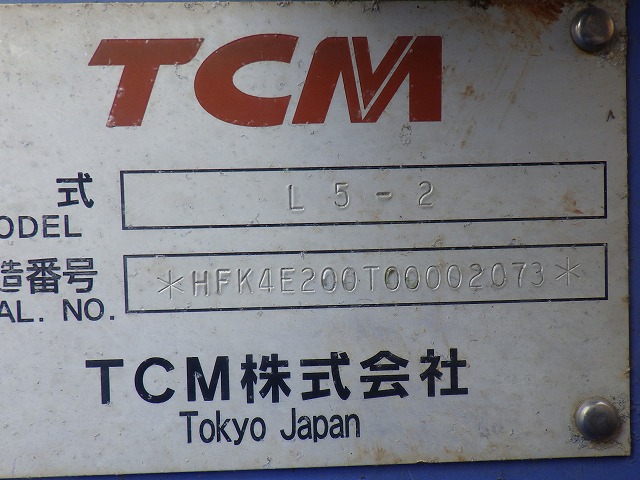 TCM
式 L5-2
ODEL
造番号 *HFK4E200T00002073*
AL. NO.
TCM株式会社
Tokyo Japan